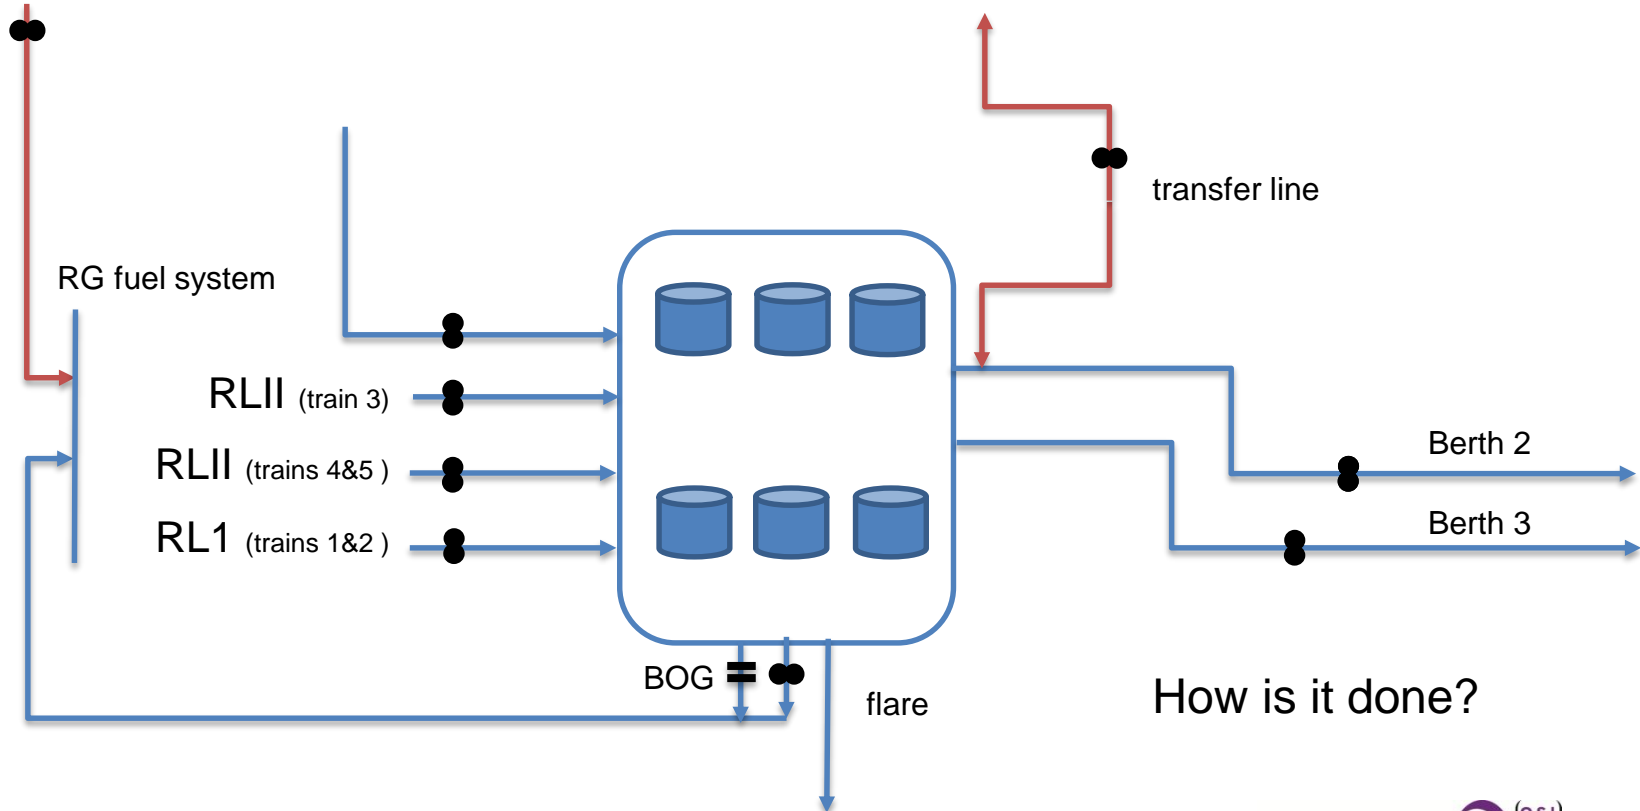 transfer line
RG fuel system
RLII (train 3)
RLII (trains 4&5 )
RL1 (trains 1&2 )
Berth 2
Berth 3
BOG
flare
How is it done?